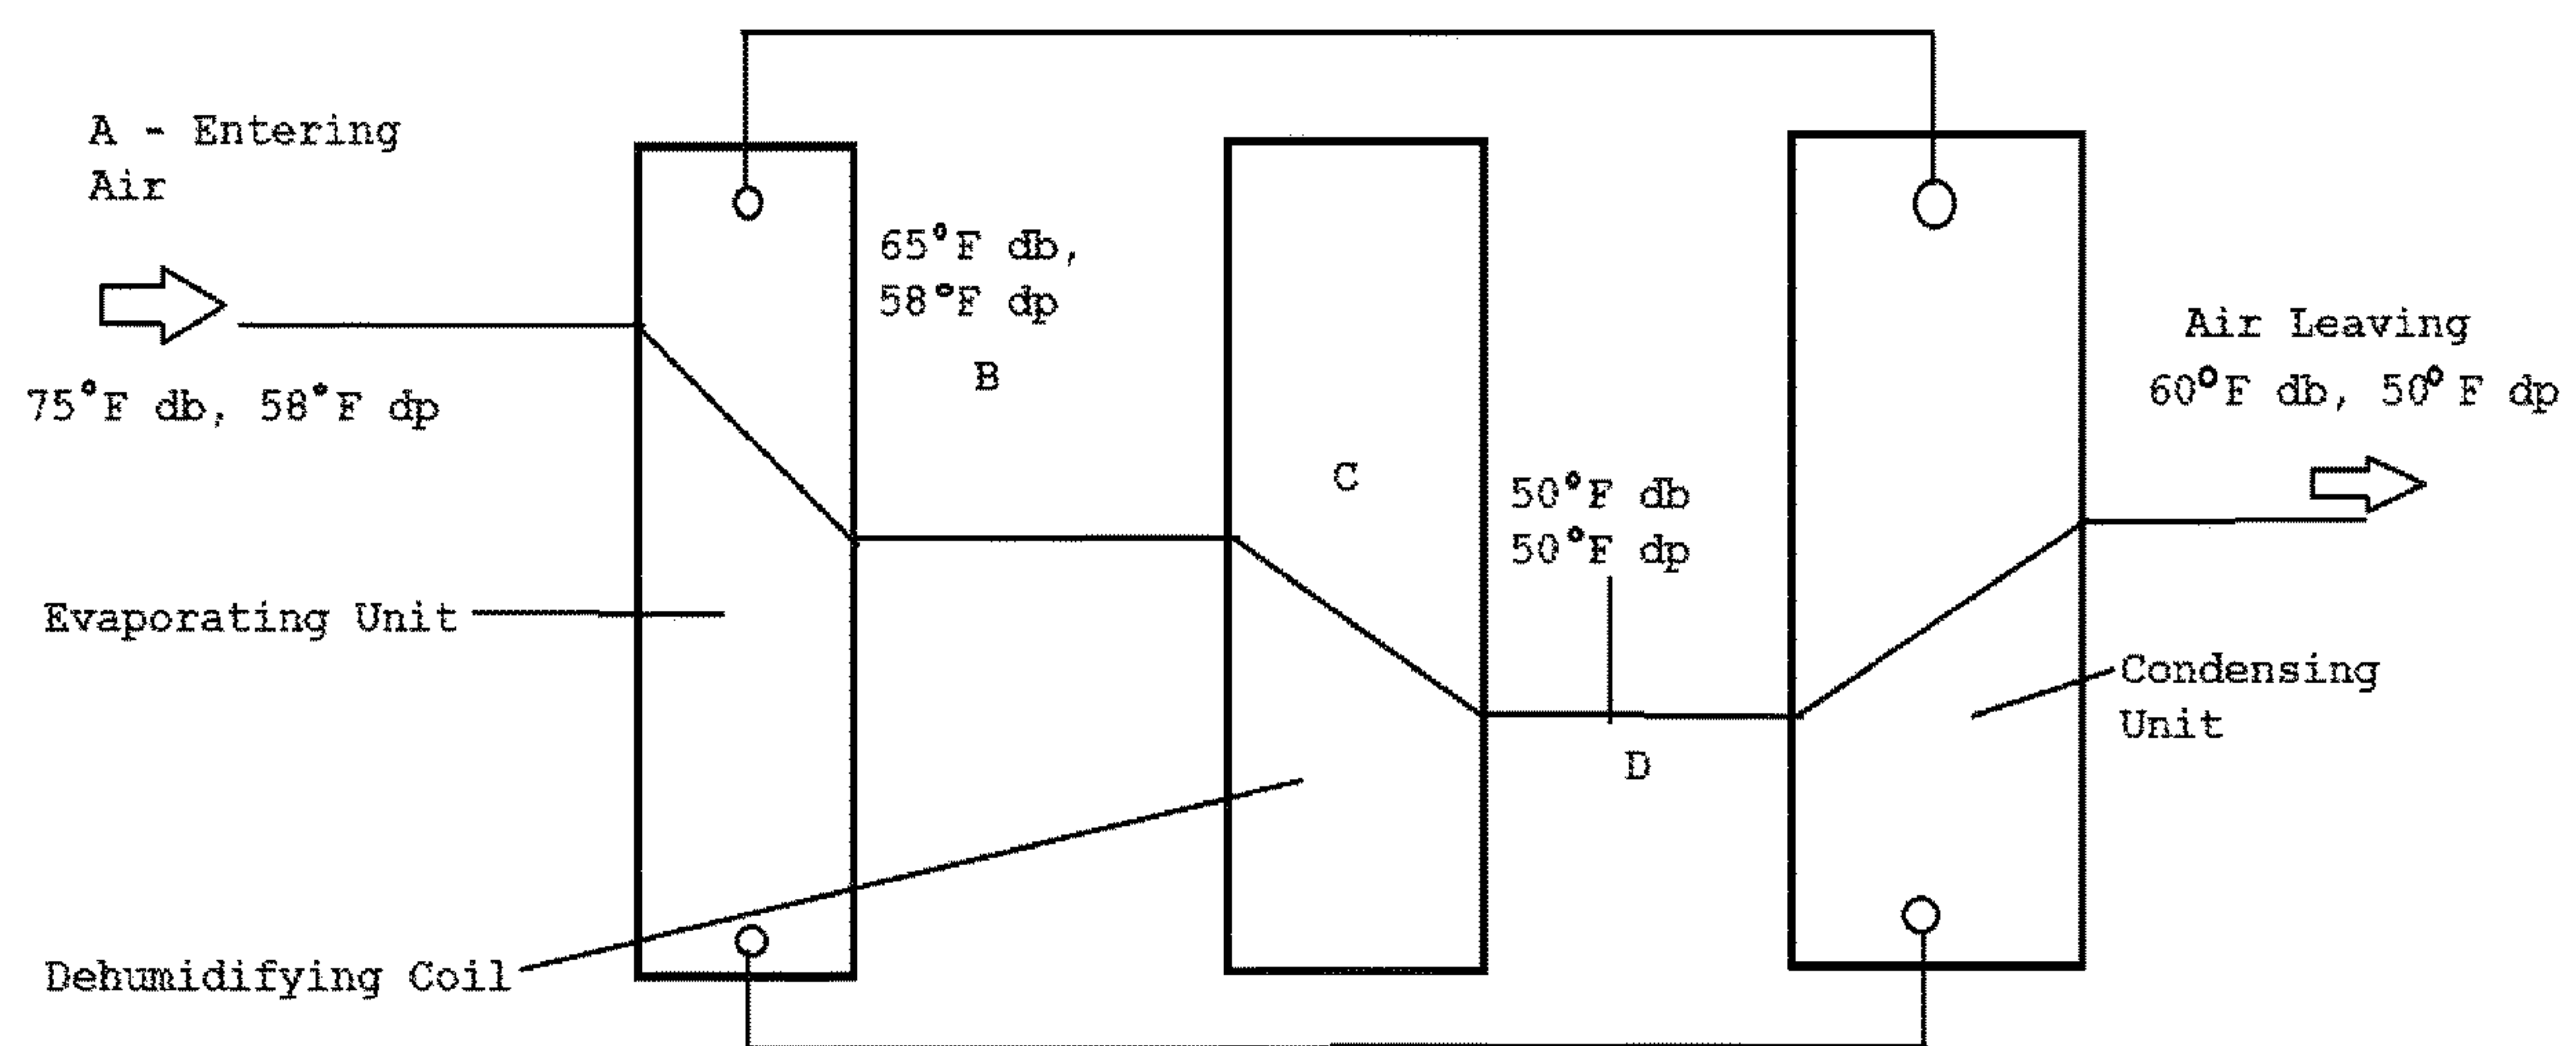 A - Entering
Air
75°F db, 58°F dp
65°F db,
58°F dp
B
Evaporating Unit
Dehumidifying Coil
C
50°F db
50°F dp
D
Air Leaving
60°F db, 50°F dp
Condensing
Unit